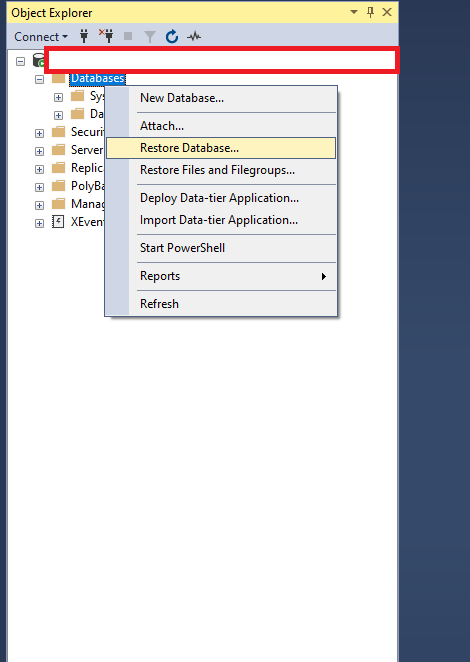 Object Explorer
Connect
Databases
Sys
Da
Securi
Server
Replic
PolyBa
Manag
XEven
New Database...
Attach...
Restore Database...
Restore Files and Filegroups...
Deploy Data-tier Application...
Import Data-tier Application...
Start PowerShell
Reports
Refresh